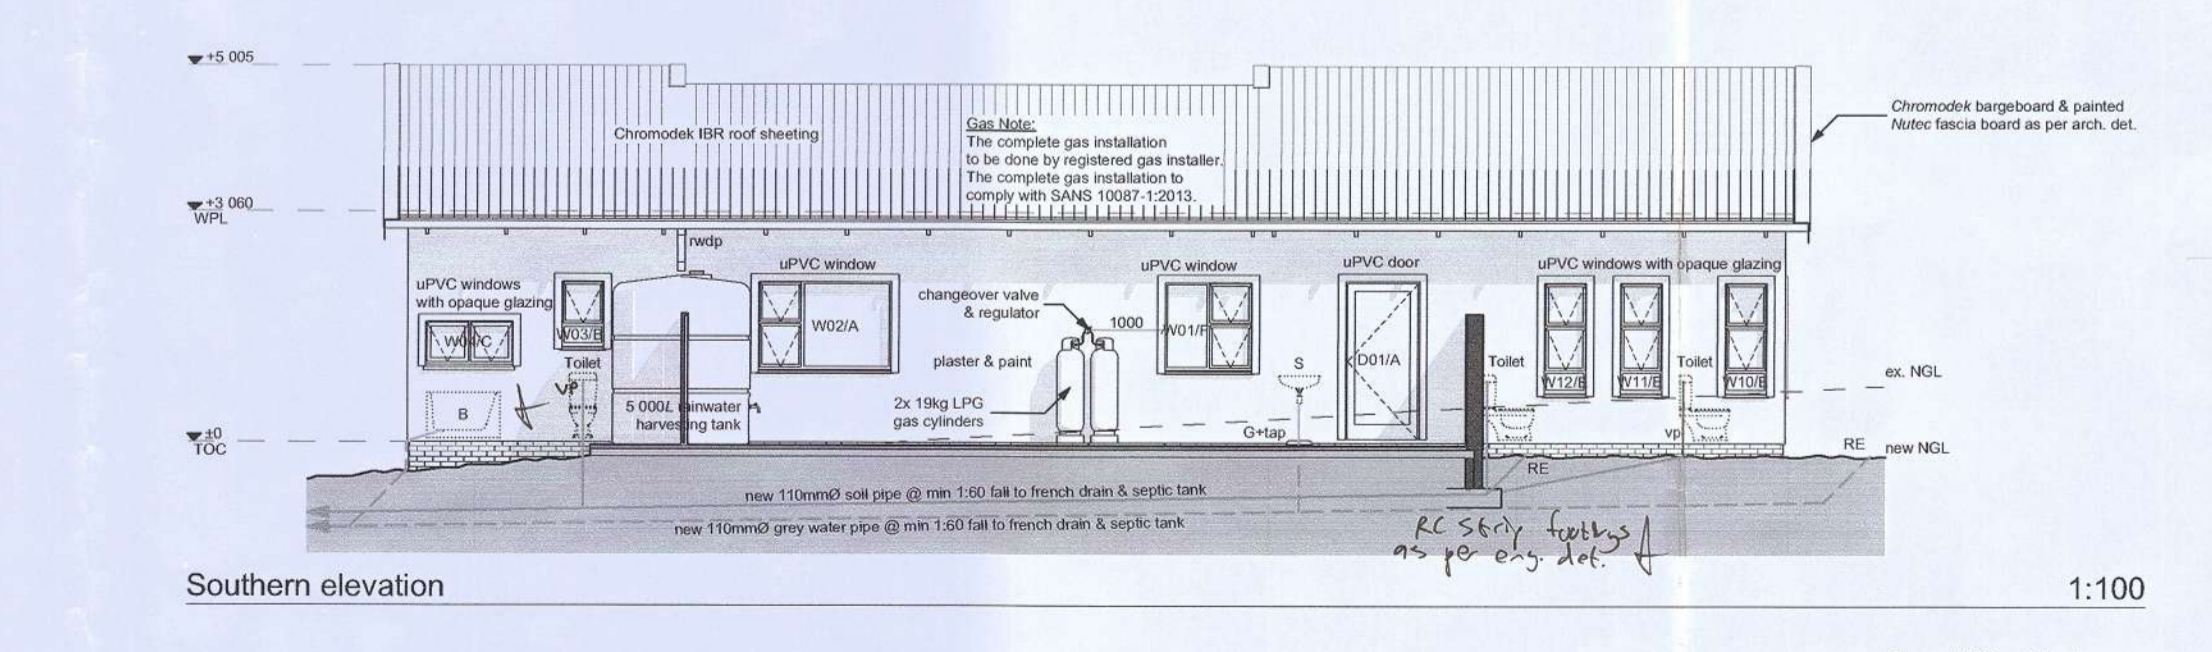 +5 005
Chromodek bargeboard & painted
Nutec fascia board as per arch. det.
Chromodek IBR roof sheeting
Gas Note:
The complete gas installation
to be done by registered gas installer.
The complete gas installation to
comply with SANS 10087-1:2013.
+3 060
WPL
rwdp
uPVC windows
with opaque glazing
uPVC window
uPVC window
uPVC door
uPVC windows with opaque glazing
changeover valve
& regulator
1000
W04/C
W03/B
W02/A
W01/F
D01/A
W12/E
W11/E
W10/E
plaster & paint
Toilet
S
Toilet
Toilet
ex. NGL
VP
B
5 000L rainwater
harvesting tank
2x 19kg LPG
gas cylinders
G+tap
vp
±0
TOC
RE
new NGL
RE
new 110mmØ soil pipe @ min 1:60 fall to french drain & septic tank
new 110mmØ grey water pipe @ min 1:60 fall to french drain & septic tank
RC Strip footings
as per eng. det.
Southern elevation
1:100